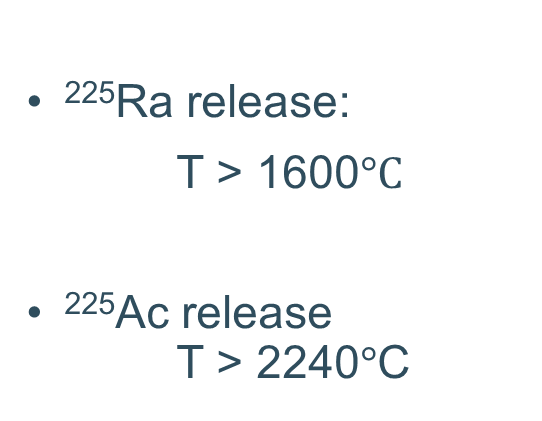 • ²²⁵Ra release:
T > 1600°C
• ²²⁵Ac release
T > 2240°C